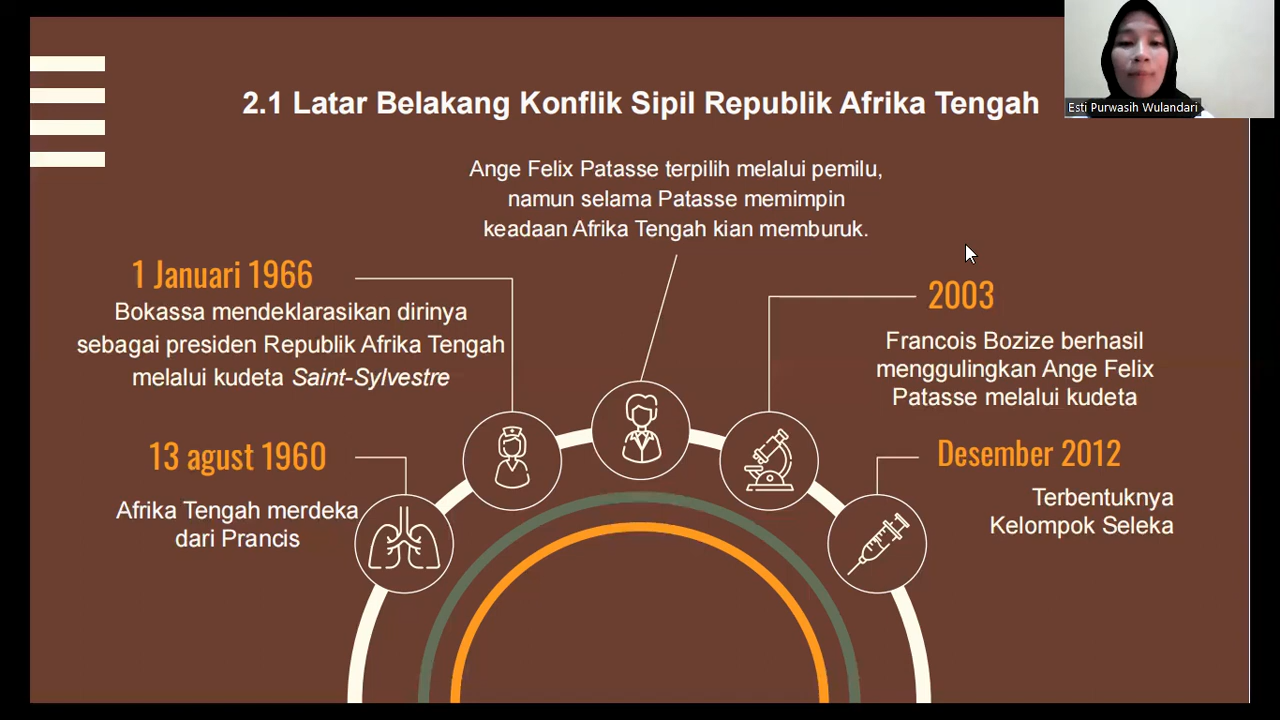 2.1 Latar Belakang Konflik Sipil Republik Afrika Tengah
Esti Purwasih Wulandari
Ange Felix Patasse terpilih melalui pemilu,
namun selama Patasse memimpin
keadaan Afrika Tengah kian memburuk.
1 Januari 1966
Bokassa mendeklarasikan dirinya
sebagai presiden Republik Afrika Tengah
melalui kudeta Saint-Sylvestre
2003
Francois Bozize berhasil
menggulingkan Ange Felix
Patasse melalui kudeta
13 agust 1960
Afrika Tengah merdeka
dari Prancis
Desember 2012
Terbentuknya
Kelompok Seleka